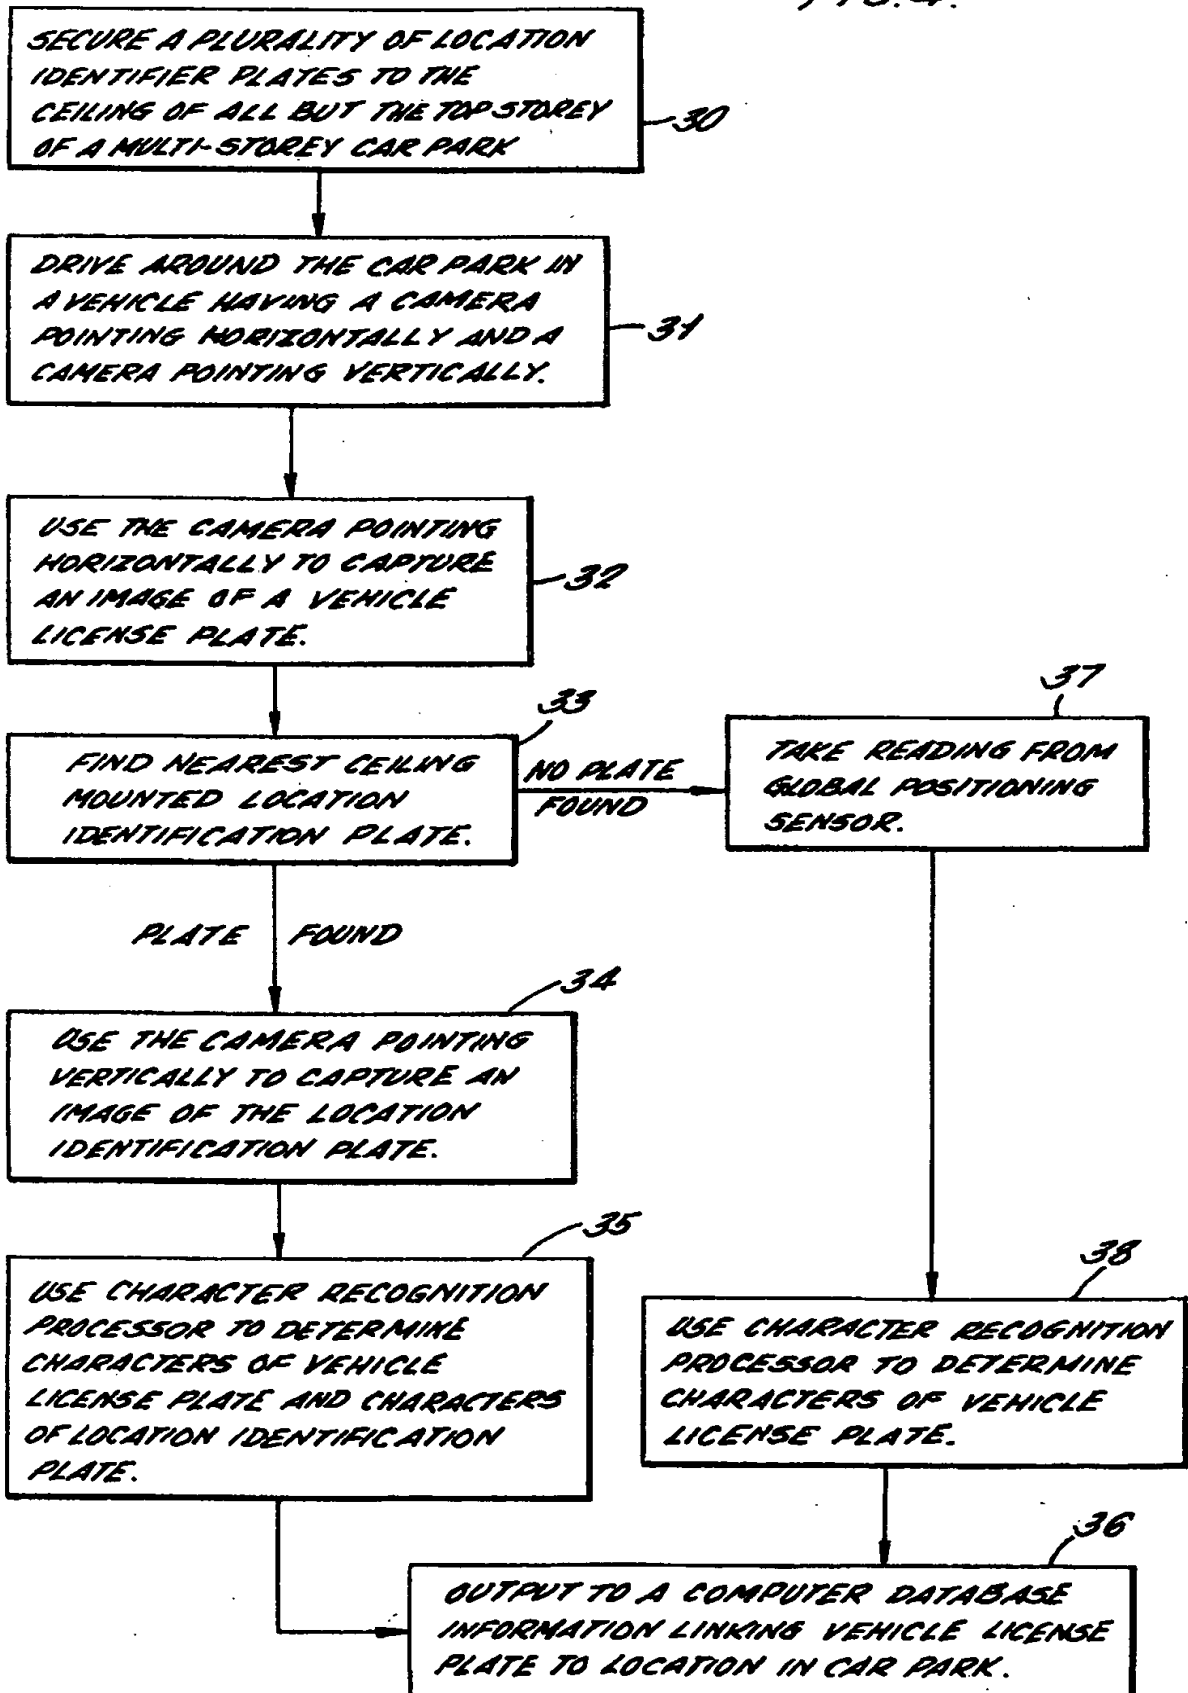 FIG. 4.
SECURE A PLURALITY OF LOCATION
IDENTIFIER PLATES TO THE
CEILING OF ALL BUT THE TOP STOREY
OF A MULTI-STOREY CAR PARK
30
DRIVE AROUND THE CAR PARK IN
A VEHICLE HAVING A CAMERA
POINTING HORIZONTALLY AND A
CAMERA POINTING VERTICALLY.
31
USE THE CAMERA POINTING
HORIZONTALLY TO CAPTURE
AN IMAGE OF A VEHICLE
LICENSE PLATE.
32
33
FIND NEAREST CEILING
MOUNTED LOCATION
IDENTIFICATION PLATE.
NO PLATE
FOUND
37
TAKE READING FROM
GLOBAL POSITIONING
SENSOR.
PLATE FOUND
34
USE THE CAMERA POINTING
VERTICALLY TO CAPTURE AN
IMAGE OF THE LOCATION
IDENTIFICATION PLATE.
35
USE CHARACTER RECOGNITION
PROCESSOR TO DETERMINE
CHARACTERS OF VEHICLE
LICENSE PLATE AND CHARACTERS
OF LOCATION IDENTIFICATION
PLATE.
38
USE CHARACTER RECOGNITION
PROCESSOR TO DETERMINE
CHARACTERS OF VEHICLE
LICENSE PLATE.
36
OUTPUT TO A COMPUTER DATABASE
INFORMATION LINKING VEHICLE LICENSE
PLATE TO LOCATION IN CAR PARK.